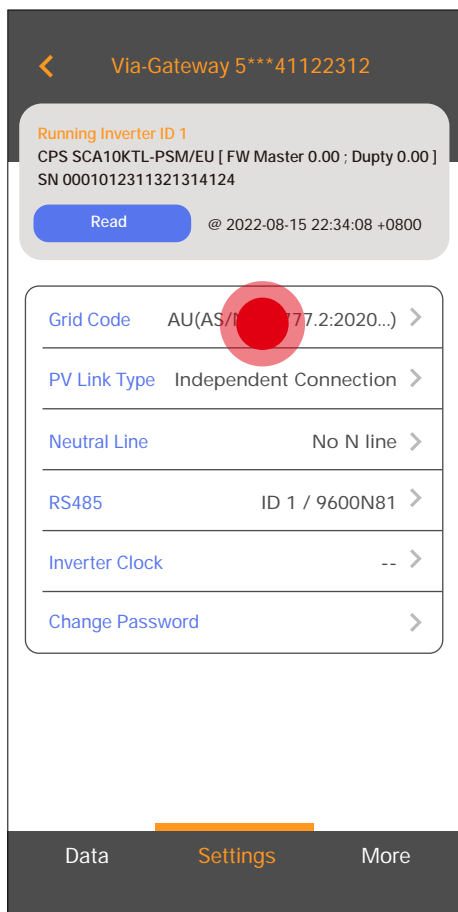 Via-Gateway 5***41122312
Running Inverter ID 1
CPS SCA10KTL-PSM/EU [ FW Master 0.00 ; Dupty 0.00 ]
SN 0001012311321314124
Read @ 2022-08-15 22:34:08 +0800
Grid Code AU(AS/ 777.2:2020...)
PV Link Type Independent Connection
Neutral Line No N line
RS485 ID 1 / 9600N81
Inverter Clock --
Change Password
Data Settings More